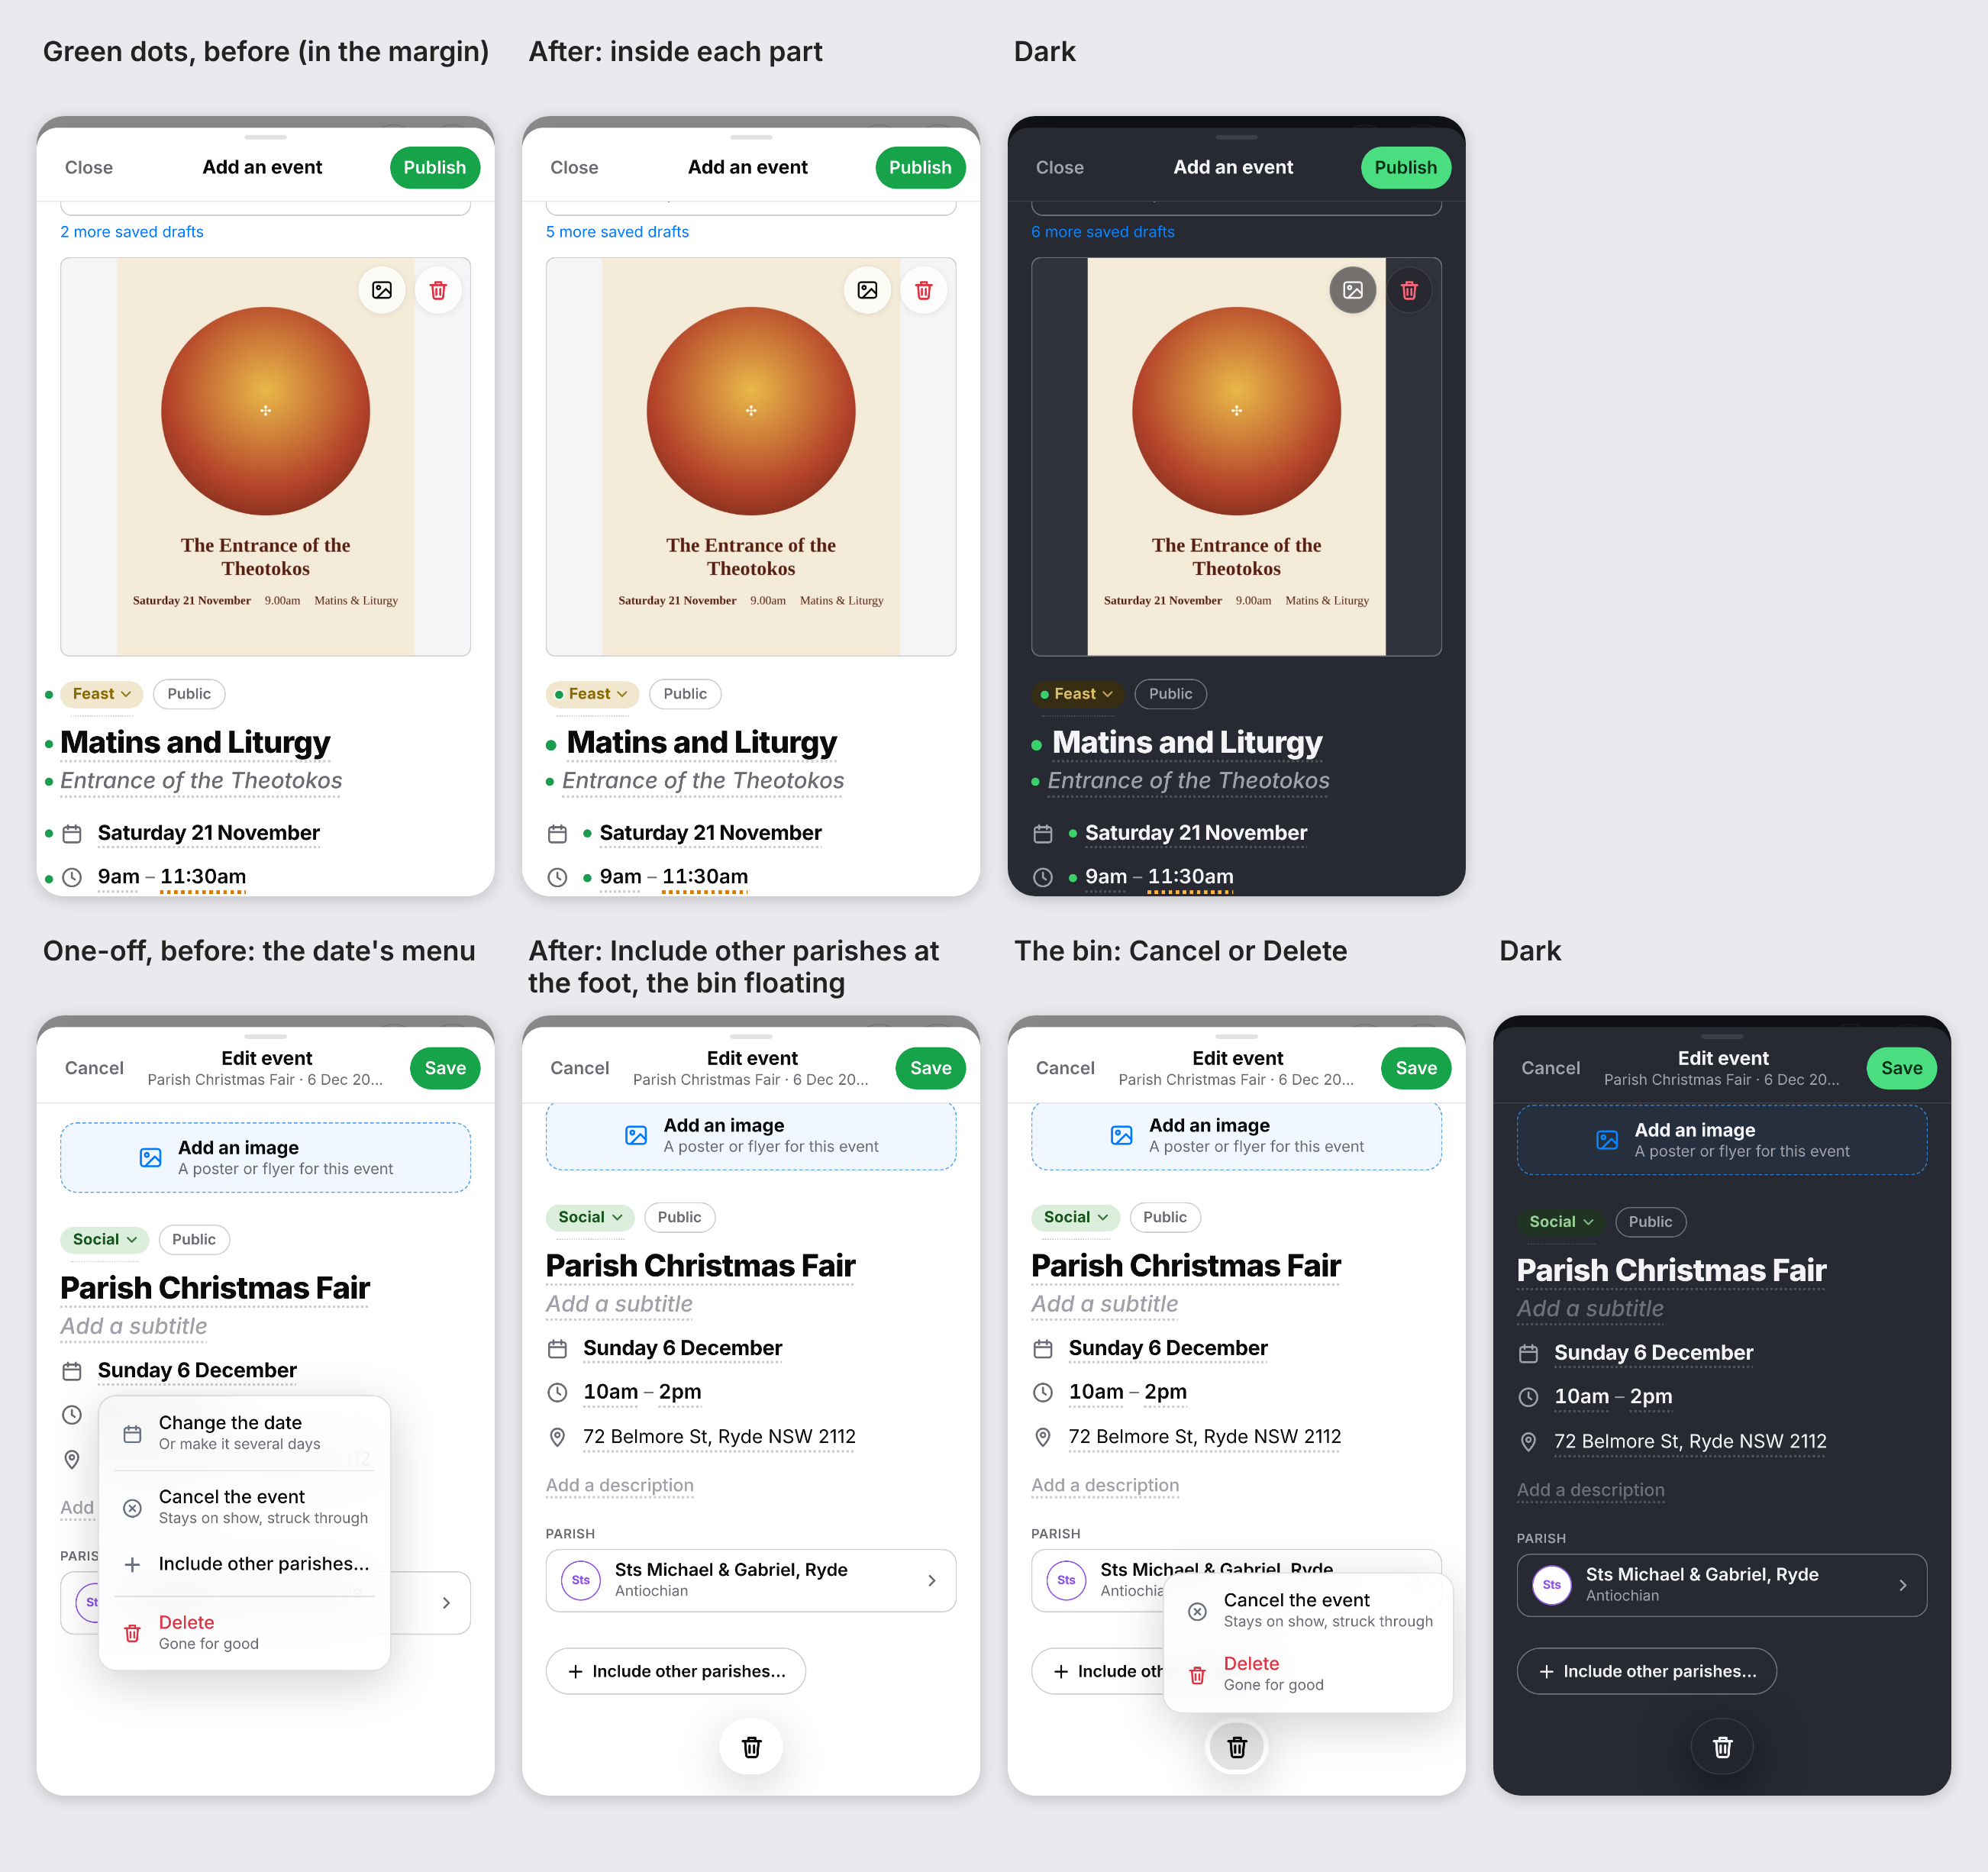 Green dots, before (in the margin)
After: inside each part
Dark
Close
Add an event
Publish
2 more saved drafts
The Entrance of the
Theotokos
Saturday 21 November 9.00am Matins & Liturgy
Feast
Public
Matins and Liturgy
Entrance of the Theotokos
Saturday 21 November
9am – 11:30am
Close
Add an event
Publish
5 more saved drafts
The Entrance of the
Theotokos
Saturday 21 November 9.00am Matins & Liturgy
Feast
Public
Matins and Liturgy
Entrance of the Theotokos
Saturday 21 November
9am – 11:30am
Close
Add an event
Publish
6 more saved drafts
The Entrance of the
Theotokos
Saturday 21 November 9.00am Matins & Liturgy
Feast
Public
Matins and Liturgy
Entrance of the Theotokos
Saturday 21 November
9am – 11:30am
One-off, before: the date's menu
After: Include other parishes at
the foot, the bin floating
The bin: Cancel or Delete
Dark
Cancel
Edit event
Parish Christmas Fair · 6 Dec 20...
Save
Add an image
A poster or flyer for this event
Social
Public
Parish Christmas Fair
Add a subtitle
Sunday 6 December
Change the date
Or make it several days
Cancel the event
Stays on show, struck through
Add
Include other parishes...
PARIS
Delete
Gone for good
Cancel
Edit event
Parish Christmas Fair · 6 Dec 20...
Save
Add an image
A poster or flyer for this event
Social
Public
Parish Christmas Fair
Add a subtitle
Sunday 6 December
10am – 2pm
72 Belmore St, Ryde NSW 2112
Add a description
PARISH
Sts
Sts Michael & Gabriel, Ryde
Antiochian
Include other parishes...
Cancel
Edit event
Parish Christmas Fair · 6 Dec 20...
Save
Add an image
A poster or flyer for this event
Social
Public
Parish Christmas Fair
Add a subtitle
Sunday 6 December
10am – 2pm
72 Belmore St, Ryde NSW 2112
Add a description
PARISH
Sts
Sts Michael & Gabriel, Ryde
Antiochia
Cancel the event
Stays on show, struck through
Include oth
Delete
Gone for good
Cancel
Edit event
Parish Christmas Fair · 6 Dec 20...
Save
Add an image
A poster or flyer for this event
Social
Public
Parish Christmas Fair
Add a subtitle
Sunday 6 December
10am – 2pm
72 Belmore St, Ryde NSW 2112
Add a description
PARISH
Sts
Sts Michael & Gabriel, Ryde
Antiochian
Include other parishes...